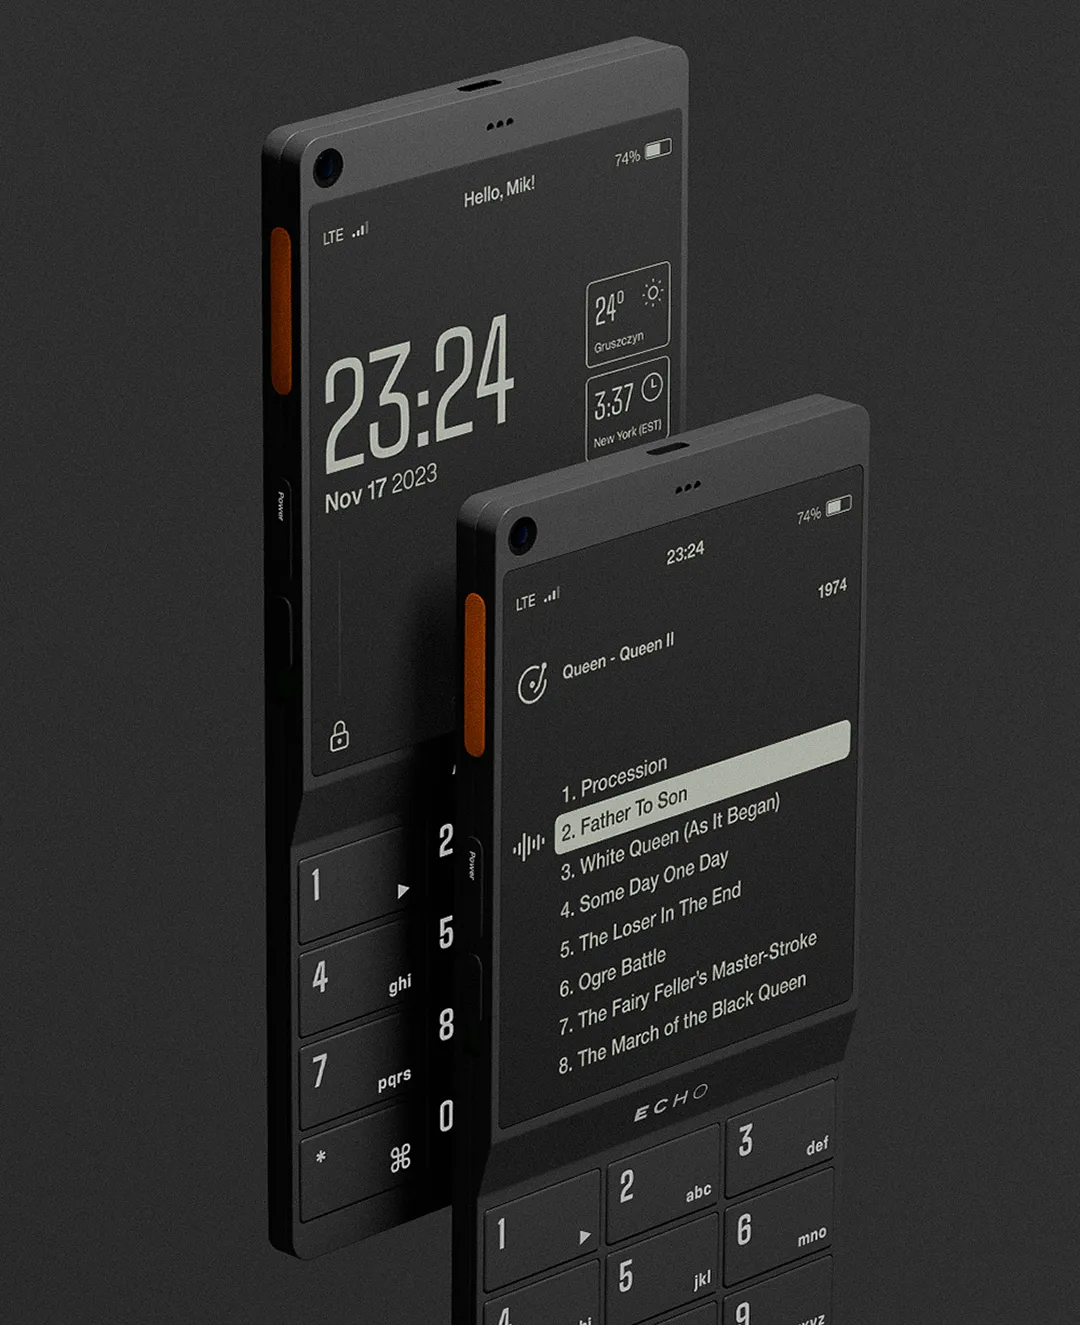 74%
Hello, Mik!
LTE
24°
Gruszczyn
23:24
3:37
New York (EST)
Nov 17 2023
Power
1
2
4
ghi
5
7
pqrs
8
*
⌘
0
74%
23:24
LTE
1974
Queen - Queen II
1. Procession
2. Father To Son
3. White Queen (As It Began)
4. Some Day One Day
5. The Loser In The End
6. Ogre Battle
7. The Fairy Feller's Master-Stroke
8. The March of the Black Queen
Power
ECHO
1
2 abc
3 def
4
5 jkl
6 mno
9